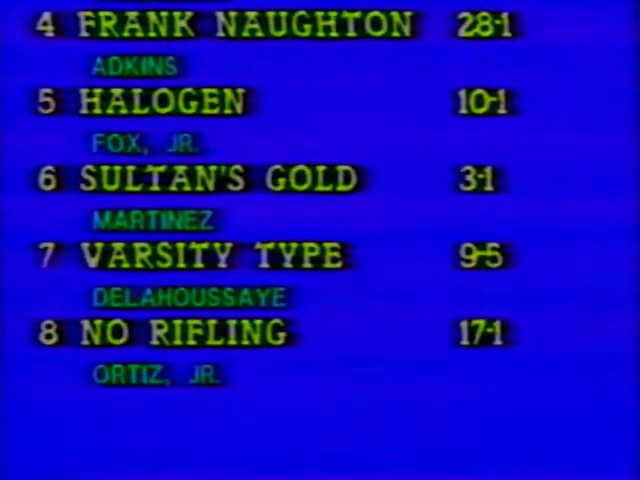 4 FRANK NAUGHTON 28-1
ADKINS
5 HALOGEN 10-1
FOX, JR.
6 SULTAN'S GOLD 3-1
MARTINEZ
7 VARSITY TYPE 9-5
DELAHOUSSAYE
8 NO RIFLING 17-1
ORTIZ, JR.